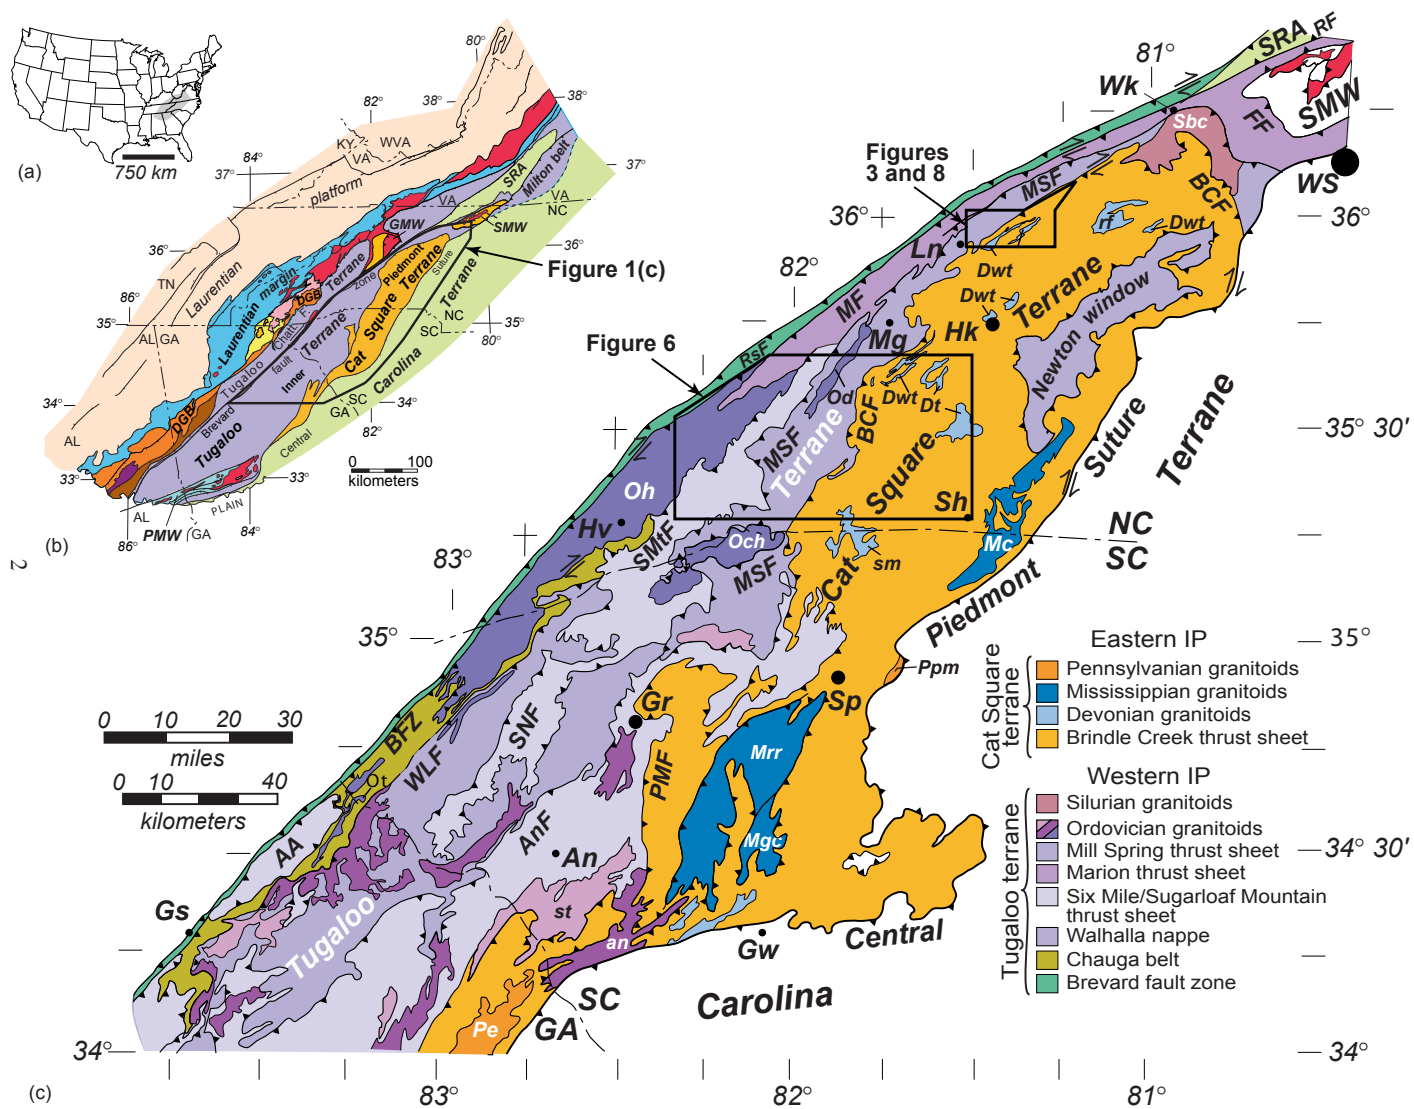 (a)
750 km
80°
82°
38°
84°
37°
KY
VA
WVA
platform
VA
SRA
Milton belt
37°
VA
NC
GMW
SMW
36°
36°
TN
Laurentian
Laurentian margin
DGB
Chatt. F.
Terrane
zone
Piedmont
Suture
Terrane
Figure 1(c)
86°
35°
AL
GA
Tugaloo
fault
Terrane
Inner
Square
Cat
Terrane
NC
SC
35°
80°
Carolina
34°
DGB
Brevard
Tugaloo
SC
GA
34°
82°
AL
Central
33°
33°
0 100
kilometers
AL
GA
PLAIN
PMW
84°
86°
(b)
2
81°
SRA
RF
Wk
SMW
FF
Sbc
Figures
3 and 8
MSF
BCF
WS
36°
36°
rf
Dwt
Ln
Dwt
82°
Dwt
Terrane
MF
Mg
Hk
Newton window
Figure 6
RsF
Od
Dwt
Dt
BCF
MSF
Terrane
Square
35° 30'
Suture
Terrane
Oh
Sh
Hv
SMtF
Och
NC
SC
Mc
83°
MSF
sm
Cat
35°
Piedmont
35°
Ppm
Gr
Sp
0 10 20 30
miles
0 10 20 40
kilometers
BFZ
WLF
SNF
PMF
Mrr
Ot
AnF
Mgc
AA
An
34° 30'
Gs
st
Tugaloo
an
Gw
Central
SC
GA
Carolina
Pe
34°
34°
83°
82°
81°
(c)
Eastern IP
Cat Square
terrane
Pennsylvanian granitoids
Mississippian granitoids
Devonian granitoids
Brindle Creek thrust sheet
Western IP
Tugaloo terrane
Silurian granitoids
Ordovician granitoids
Mill Spring thrust sheet
Marion thrust sheet
Six Mile/Sugarloaf Mountain
thrust sheet
Walhalla nappe
Chauga belt
Brevard fault zone